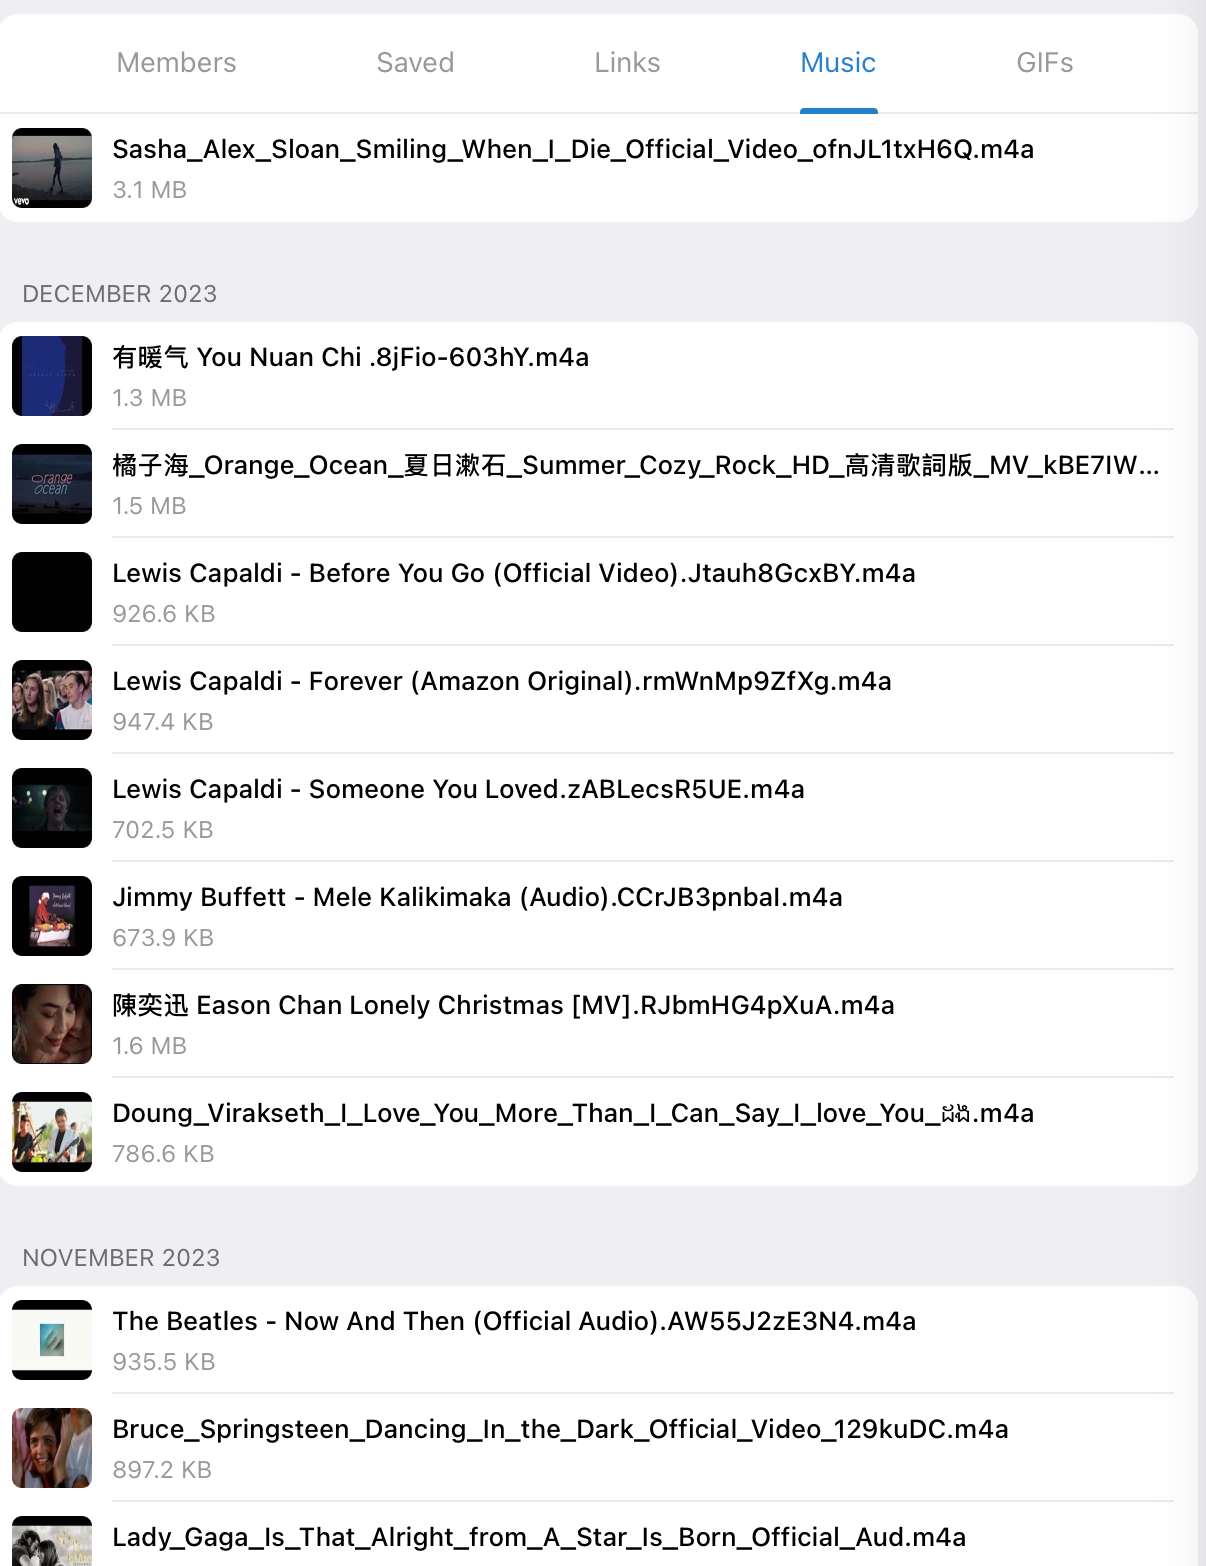 Members Saved Links Music GIFs
Sasha_Alex_Sloan_Smiling_When_I_Die_Official_Video_ofnJL1txH6Q.m4a
3.1 MB
vevo
DECEMBER 2023
有暖气 You Nuan Chi .8jFio-603hY.m4a
1.3 MB
橘子海_Orange_Ocean_夏日漱石_Summer_Cozy_Rock_HD_高清歌詞版_MV_kBE7IW...
orange
ocean
1.5 MB
Lewis Capaldi - Before You Go (Official Video).Jtauh8GcxBY.m4a
926.6 KB
Lewis Capaldi - Forever (Amazon Original).rmWnMp9ZfXg.m4a
947.4 KB
Lewis Capaldi - Someone You Loved.zABLecsR5UE.m4a
702.5 KB
Jimmy Buffett - Mele Kalikimaka (Audio).CCrJB3pnbaI.m4a
673.9 KB
陳奕迅 Eason Chan Lonely Christmas [MV].RJbmHG4pXuA.m4a
1.6 MB
Doung_Virakseth_I_Love_You_More_Than_I_Can_Say_I_love_You_ដង.m4a
786.6 KB
NOVEMBER 2023
The Beatles - Now And Then (Official Audio).AW55J2zE3N4.m4a
935.5 KB
Bruce_Springsteen_Dancing_In_the_Dark_Official_Video_129kuDC.m4a
897.2 KB
Lady_Gaga_Is_That_Alright_from_A_Star_Is_Born_Official_Aud.m4a